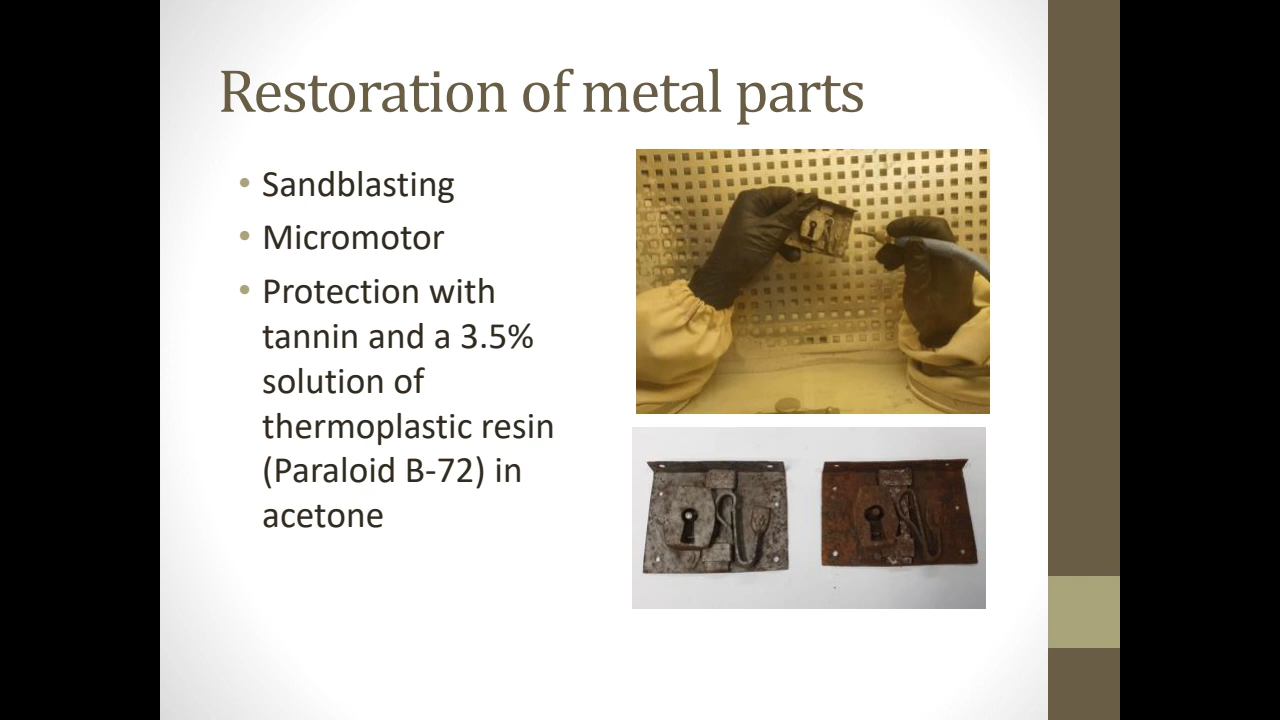 Restoration of metal parts
• Sandblasting
• Micromotor
• Protection with
tannin and a 3.5%
solution of
thermoplastic resin
(Paraloid B-72) in
acetone